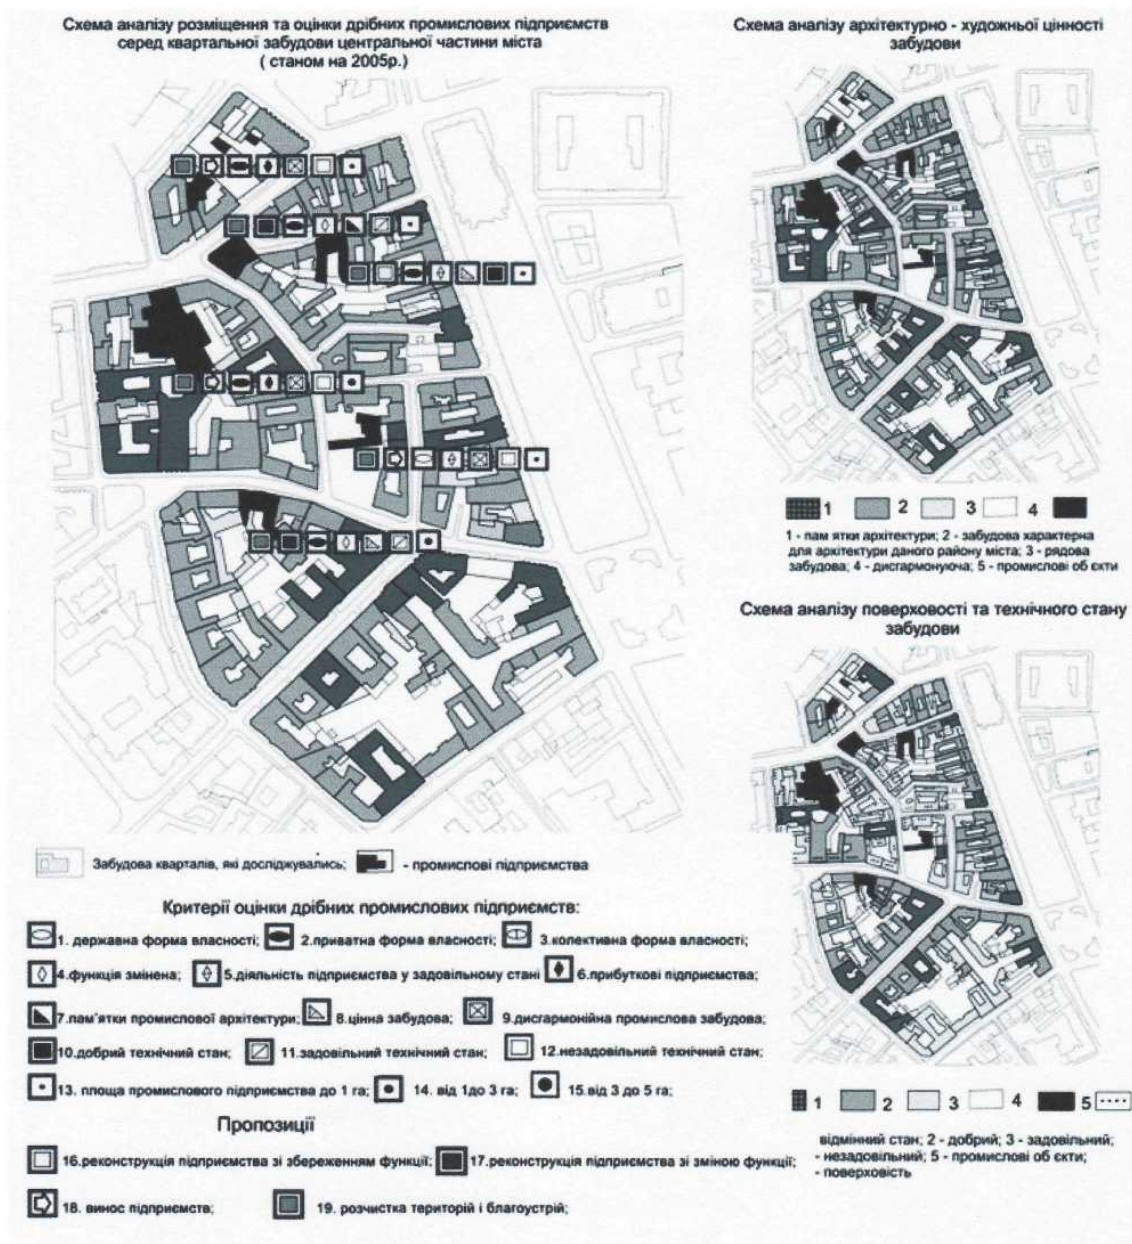 Схема аналізу розміщення та оцінки дрібних промислових підприємств
серед квартальної забудови центральної частини міста
( станом на 2005р.)
Забудова кварталів, які досліджувались;
- промислові підприємства
Критерії оцінки дрібних промислових підприємств:
1. державна форма власності; 2.приватна форма власності; 3.колективна форма власності;
4.функція змінена; 5.діяльність підприємства у задовільному стані 6.прибуткові підприємства;
7.пам'ятки промислової архітектури; 8.цінна забудова; 9.дисгармонійна промислова забудова;
10.добрий технічний стан; 11.задовільний технічний стан; 12.незадовільний технічний стан;
13. площа промислового підприємства до 1 га; 14. від 1до 3 га; 15.від 3 до 5 га;
Пропозиції
16.реконструкція підприємства зі збереженням функції; 17.реконструкція підприємства зі зміною функції;
18. винос підприємств; 19. розчистка територій і благоустрій;
Схема аналізу архітектурно - художньої цінності
забудови
1 2 3 4
1 - пам ятки архітектури; 2 - забудова характерна
для архітектури даного району міста; 3 - рядова
забудова; 4 - дисгармонуюча; 5 - промислові об єкти
Схема аналізу поверховості та технічного стану
забудови
1 2 3 4 5
відмінний стан; 2 - добрий; 3 - задовільний;
- незадовільний; 5 - промислові об єкти;
- поверховість